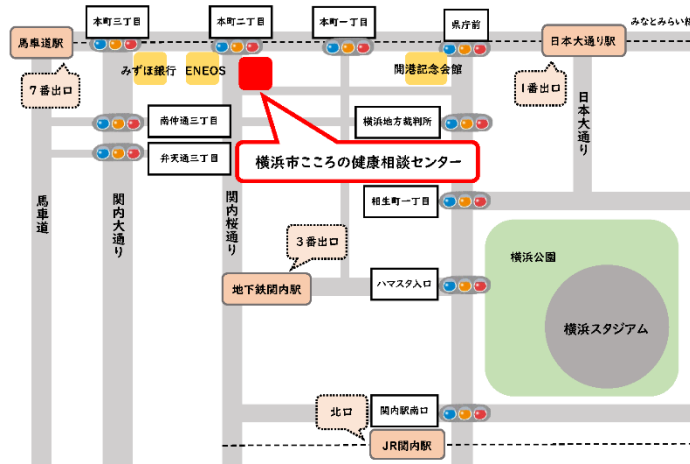 本町三丁目
本町二丁目
本町一丁目
県庁前
みなとみらい
馬車道駅
日本大通り駅
みずほ銀行
ENEOS
開港記念会館
7番出口
1番出口
南仲通三丁目
横浜地方裁判所
日本大通り
弁天通三丁目
横浜市こころの健康相談センター
馬車道
関内大通り
関内桜通り
相生町一丁目
3番出口
横浜公園
地下鉄関内駅
ハマスタ入口
横浜スタジアム
北口
関内駅南口
JR関内駅